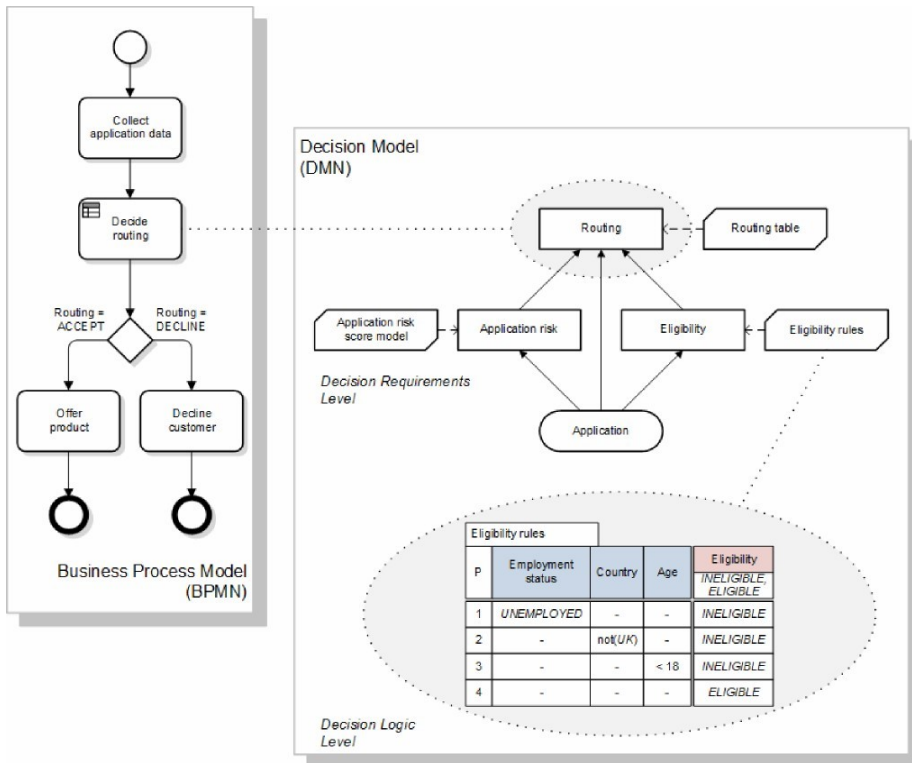 Collect
application data
Decide
routing
Routing =
ACCEPT
Routing =
DECLINE
Offer
product
Decline
customer
Business Process Model
(BPMN)
Decision Model
(DMN)
Routing
Routing table
Application risk
score model
Application risk
Eligibility
Eligibility rules
Decision Requirements
Level
Application
Eligibility rules
P
Employment
status
Country
Age
Eligibility
INELIGIBLE,
ELIGIBLE
1 UNEMPLOYED - - INELIGIBLE
2 - not(UK) - INELIGIBLE
3 - - < 18 INELIGIBLE
4 - - - ELIGIBLE
Decision Logic
Level